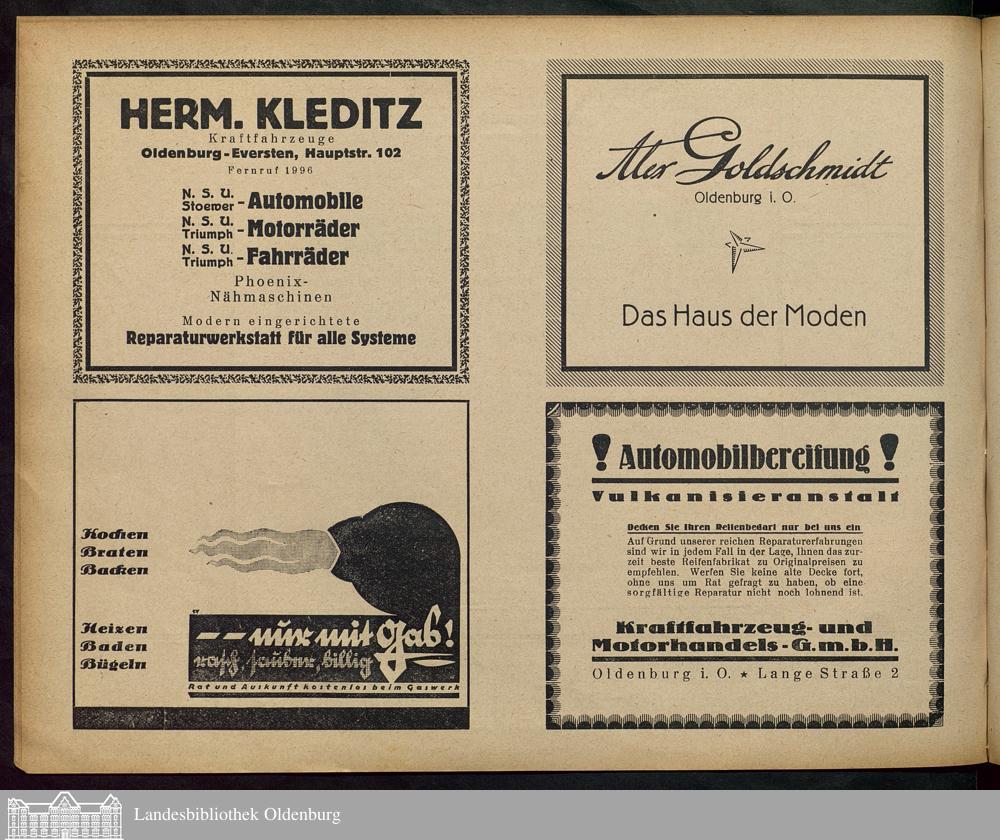 HERM. KLEDITZ
Kraftfahrzeuge
Oldenburg-Eversten, Hauptstr. 102
Fernruf 1996
N. S. U.
Stoewer - Automobile
N. S. U.
Triumph - Motorräder
N. S. U.
Triumph - Fahrräder
Phoenix-
Nähmaschinen
Modern eingerichtete
Reparaturwerkstatt für alle Systeme
Alex Goldschmidt
Oldenburg i. O.
Das Haus der Moden
Kochen
Braten
Backen
Heizen
Baden
Bügeln
-- nur mit Gas!
rasch, sauber, billig
Rat und Auskunft kostenlos beim Gaswerk
! Automobilbereifung !
Vulkanisieranstalt
Decken Sie Ihren Reifenbedarf nur bei uns ein
Auf Grund unserer reichen Reparaturerfahrungen
sind wir in jedem Fall in der Lage, Ihnen das zur-
zeit beste Reifenfabrikat zu Originalpreisen zu
empfehlen. Werfen Sie keine alte Decke fort,
ohne uns um Rat gefragt zu haben, ob eine
sorgfältige Reparatur nicht noch lohnend ist.
Kraftfahrzeug- und
Motorhandels-G.m.b.H.
Oldenburg i. O. ★ Lange Straße 2
Landesbibliothek Oldenburg